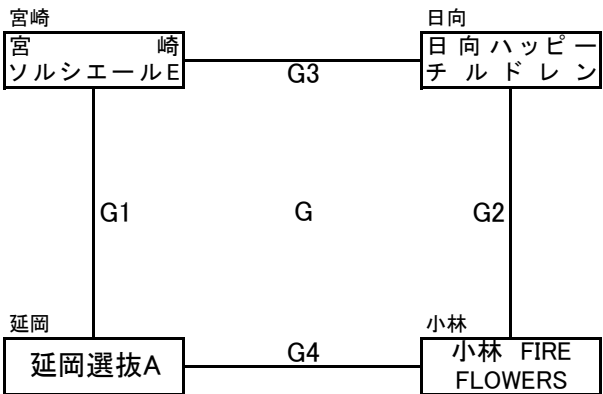 宮崎
宮崎
ソルシエールE
日向
日向ハッピー
チルドレン
G3
G1
G
G2
延岡
延岡選抜A
G4
小林
小林 FIRE
FLOWERS